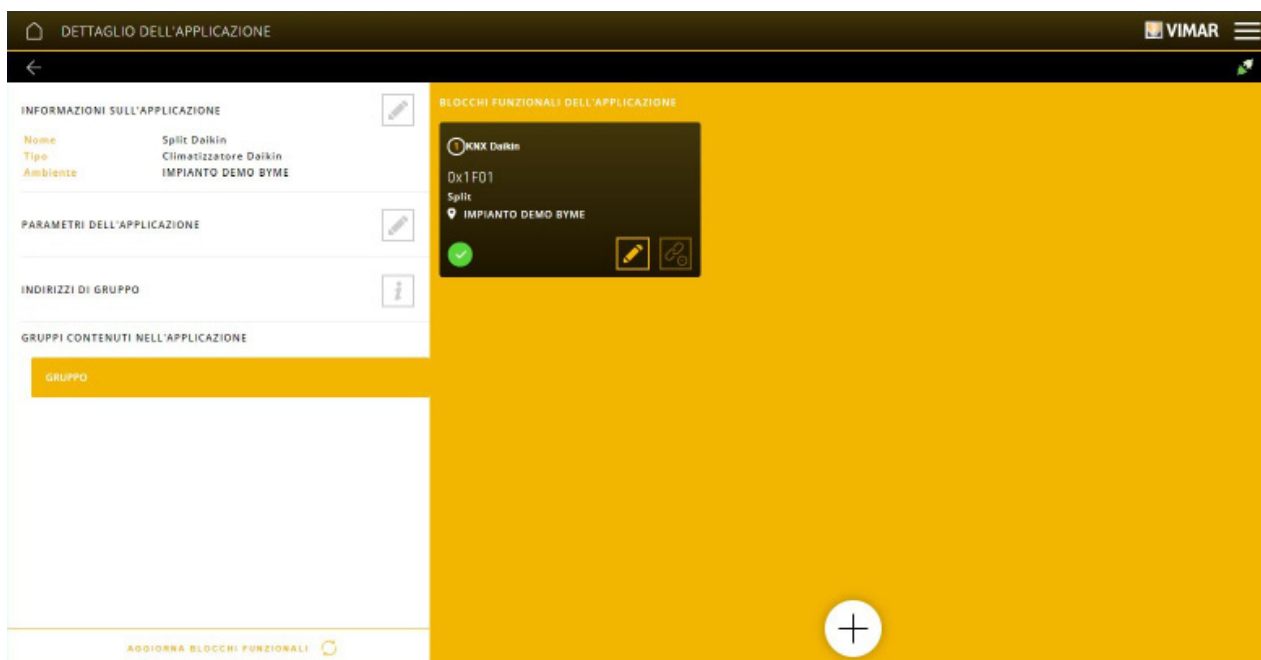 DETTAGLIO DELL'APPLICAZIONE
VIMAR
INFORMAZIONI SULL'APPLICAZIONE
Nome Split Daikin
Tipo Climatizzatore Daikin
Ambiente IMPIANTO DEMO BYME
PARAMETRI DELL'APPLICAZIONE
INDIRIZZI DI GRUPPO
i
GRUPPI CONTENUTI NELL'APPLICAZIONE
GRUPPO
AGGIORNA BLOCCHI FUNZIONALI
BLOCCHI FUNZIONALI DELL'APPLICAZIONE
1 KNX Daikin
0x1F01
Split
IMPIANTO DEMO BYME